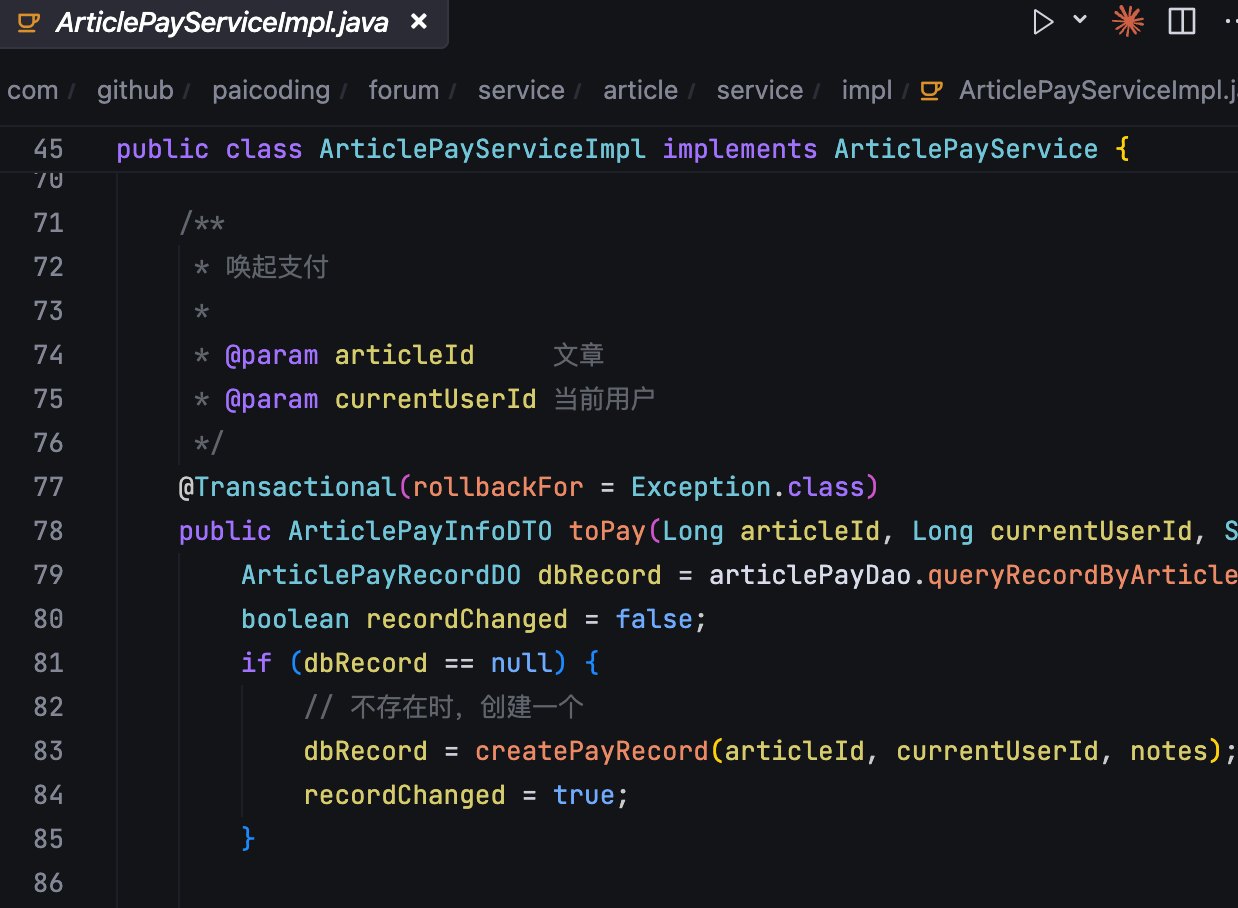 ArticlePayServiceImpl.java ×
com / github / paicoding / forum / service / article / service / impl / ArticlePayServiceImpl.j
45 public class ArticlePayServiceImpl implements ArticlePayService {
70
71 /**
72 * 唤起支付
73 *
74 * @param articleId 文章
75 * @param currentUserId 当前用户
76 */
77 @Transactional(rollbackFor = Exception.class)
78 public ArticlePayInfoDTO toPay(Long articleId, Long currentUserId, S
79 ArticlePayRecordDO dbRecord = articlePayDao.queryRecordByArticle
80 boolean recordChanged = false;
81 if (dbRecord == null) {
82 // 不存在时，创建一个
83 dbRecord = createPayRecord(articleId, currentUserId, notes);
84 recordChanged = true;
85 }
86